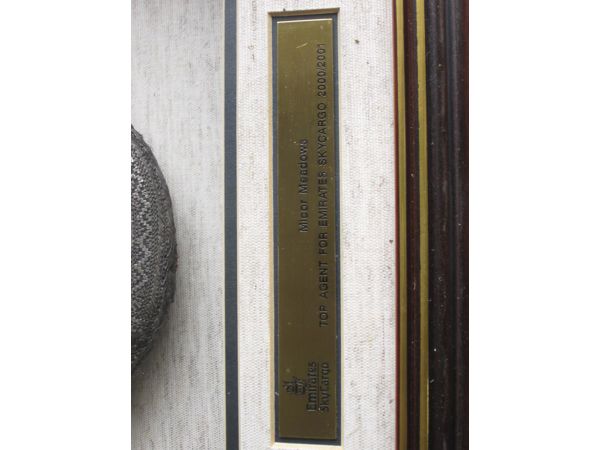 Micor Meadows
TOP AGENT FOR EMIRATES SKYCARGO 2000/2001
Emirates
SkyCargo